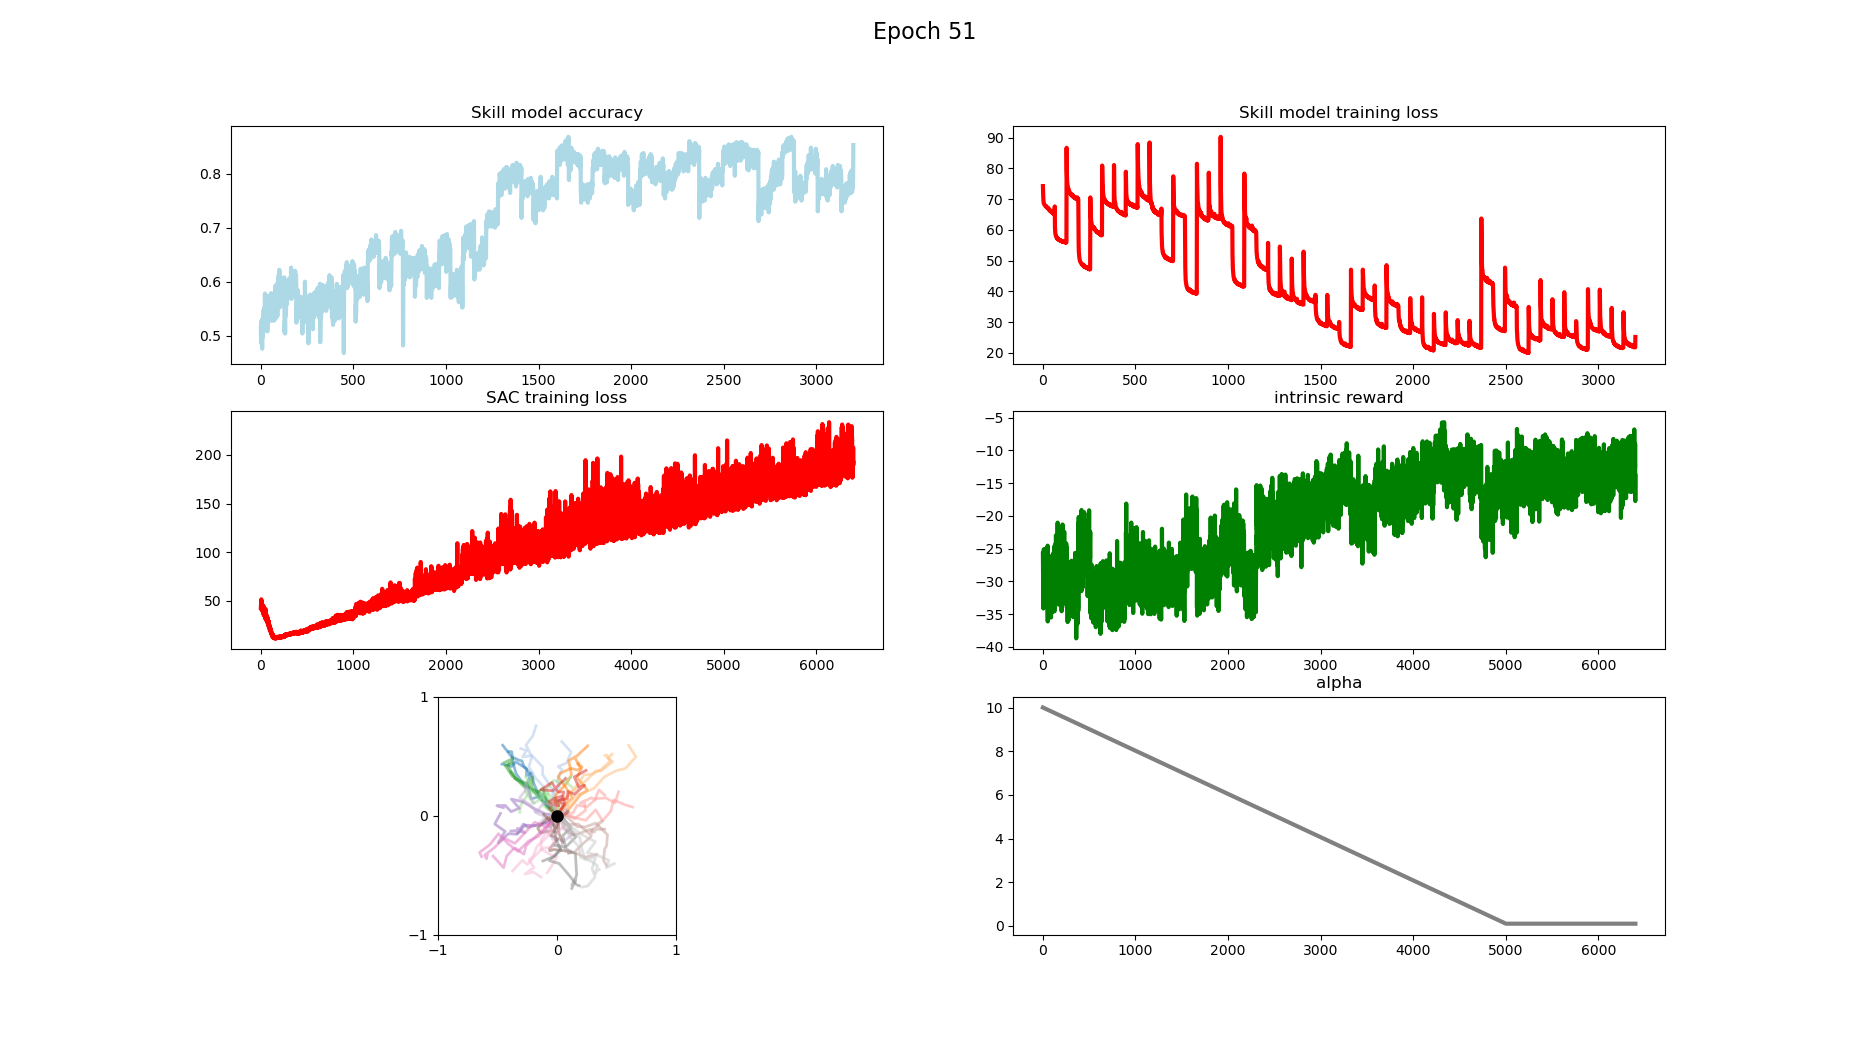 Epoch 51
Skill model accuracy
0.8
0.7
0.6
0.5
0 500 1000 1500 2000 2500 3000
Skill model training loss
90
80
70
60
50
40
30
20
0 500 1000 1500 2000 2500 3000
SAC training loss
200
150
100
50
0 1000 2000 3000 4000 5000 6000
intrinsic reward
−5
−10
−15
−20
−25
−30
−35
−40
0 1000 2000 3000 4000 5000 6000
1
0
−1
−1 0 1
alpha
10
8
6
4
2
0
0 1000 2000 3000 4000 5000 6000